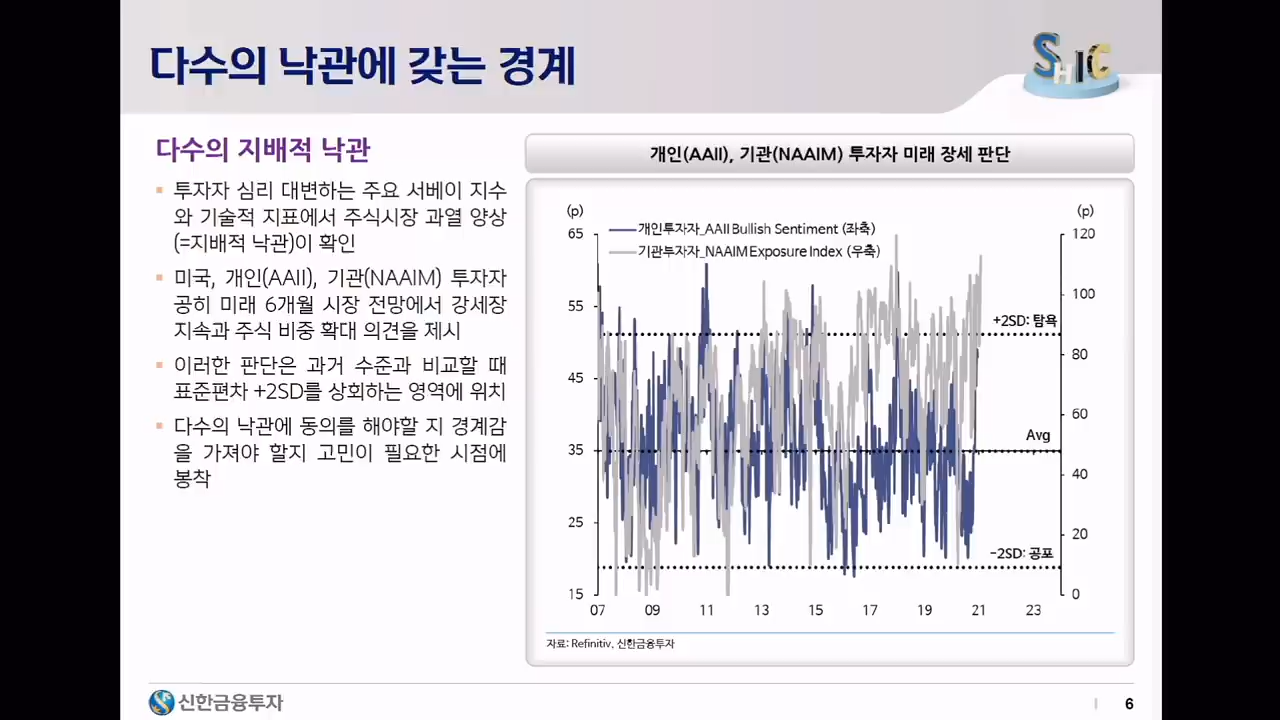 다수의 낙관에 갖는 경계
SHIC
다수의 지배적 낙관
투자자 심리 대변하는 주요 서베이 지수
와 기술적 지표에서 주식시장 과열 양상
(=지배적 낙관)이 확인
미국, 개인(AAII), 기관(NAAIM) 투자자
공히 미래 6개월 시장 전망에서 강세장
지속과 주식 비중 확대 의견을 제시
이러한 판단은 과거 수준과 비교할 때
표준편차 +2SD를 상회하는 영역에 위치
다수의 낙관에 동의를 해야할 지 경계감
을 가져야 할지 고민이 필요한 시점에
봉착
개인(AAII), 기관(NAAIM) 투자자 미래 장세 판단
(p)
(p)
개인투자자_AAII Bullish Sentiment (좌축)
기관투자자_NAAIM Exposure Index (우축)
65
55
45
35
25
15
120
100
80
60
40
20
0
+2SD: 탐욕
Avg
-2SD: 공포
07 09 11 13 15 17 19 21 23
자료: Refinitiv, 신한금융투자
신한금융투자
6